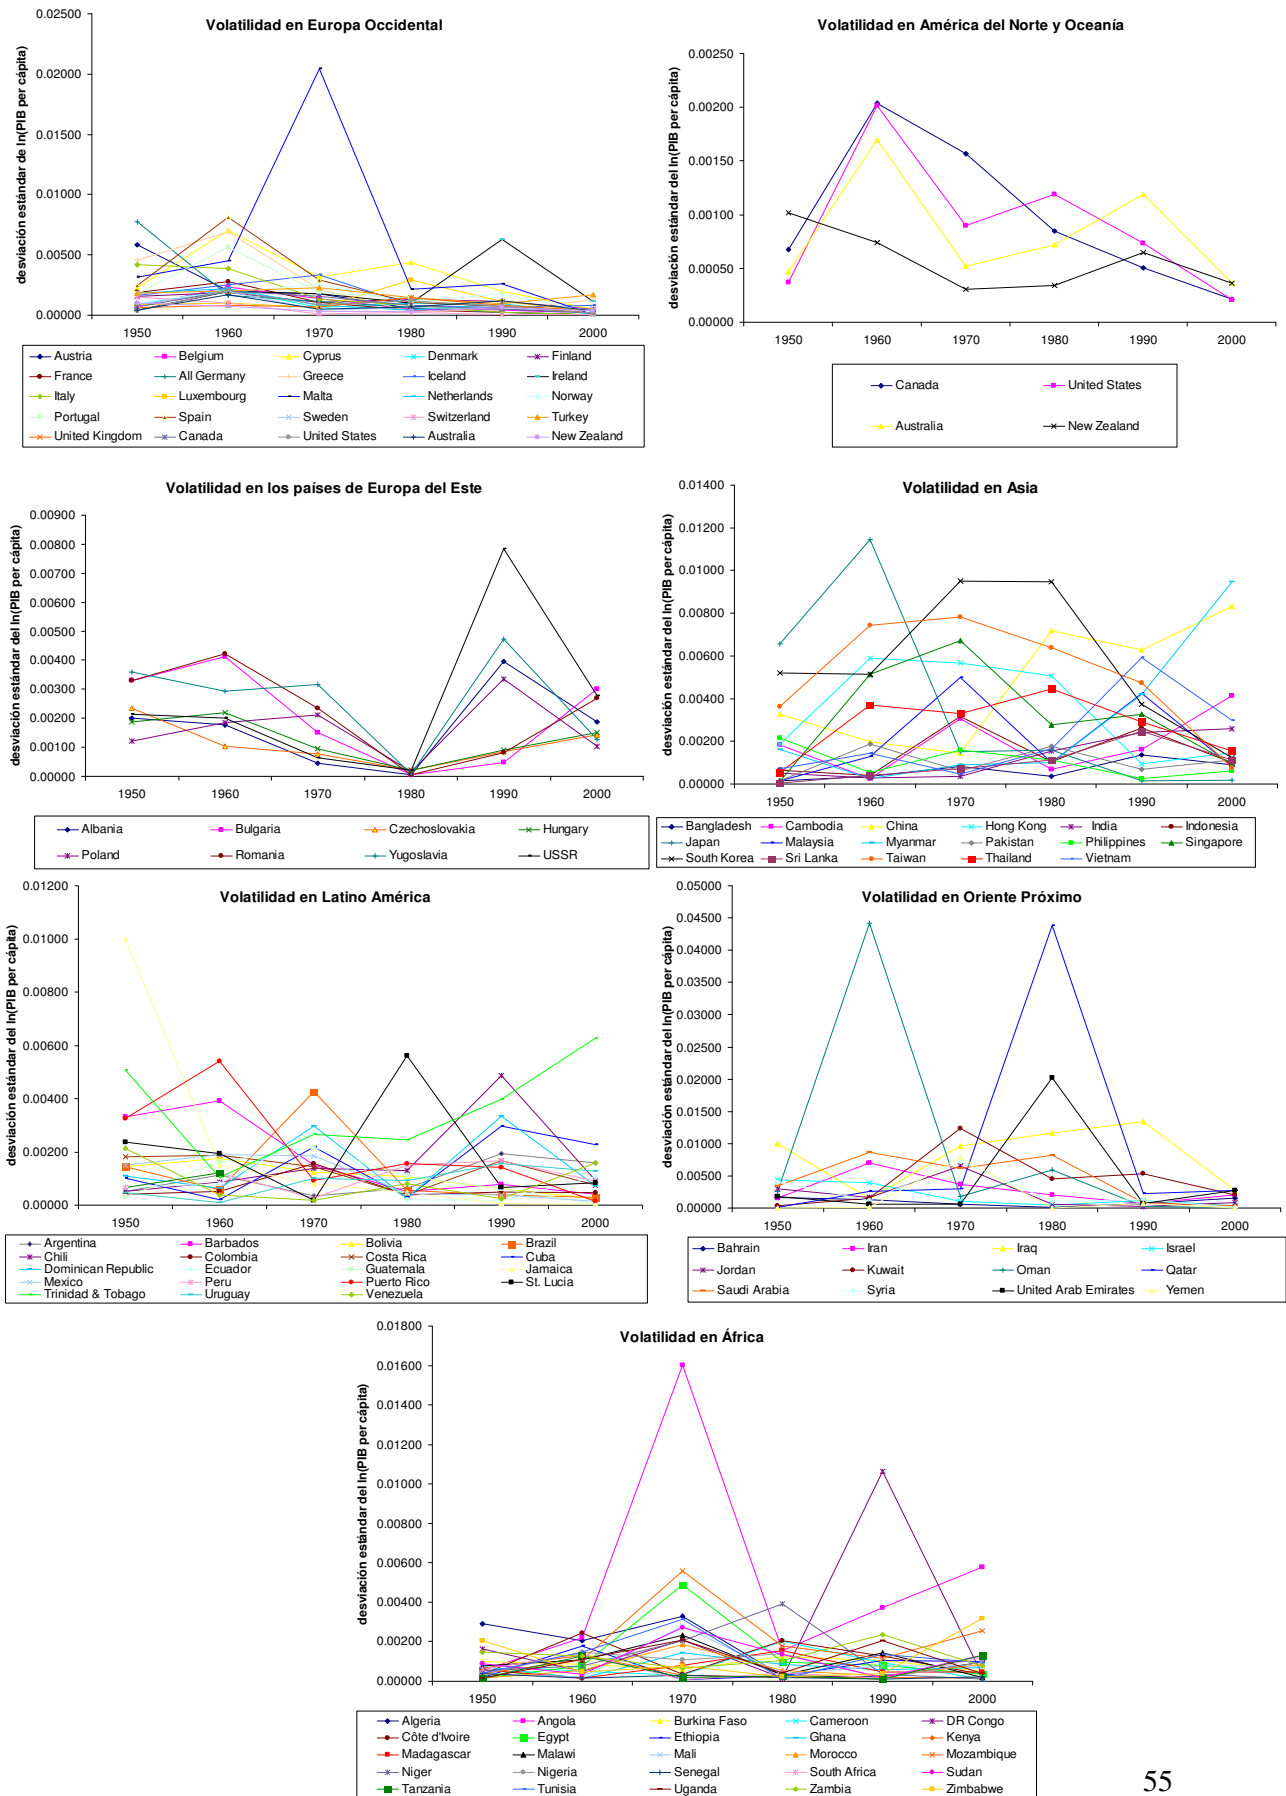 Volatilidad en Europa Occidental
desviación estándar de ln(PIB per cápita)
0.02500
0.02000
0.01500
0.01000
0.00500
0.00000
1950 1960 1970 1980 1990 2000
Austria Belgium Cyprus Denmark Finland
France All Germany Greece Iceland Ireland
Italy Luxembourg Malta Netherlands Norway
Portugal Spain Sweden Switzerland Turkey
United Kingdom Canada United States Australia New Zealand
Volatilidad en América del Norte y Oceanía
desviación estándar del ln(PIB per cápita)
0.00250
0.00200
0.00150
0.00100
0.00050
0.00000
1950 1960 1970 1980 1990 2000
Canada United States
Australia New Zealand
Volatilidad en los países de Europa del Este
desviación estándar del ln(PIB per cápita)
0.00900
0.00800
0.00700
0.00600
0.00500
0.00400
0.00300
0.00200
0.00100
0.00000
1950 1960 1970 1980 1990 2000
Albania Bulgaria Czechoslovakia Hungary
Poland Romania Yugoslavia USSR
Volatilidad en Asia
desviación estándar del ln(PIB per cápita)
0.01400
0.01200
0.01000
0.00800
0.00600
0.00400
0.00200
0.00000
1950 1960 1970 1980 1990 2000
Bangladesh Cambodia China Hong Kong India Indonesia
Japan Malaysia Myanmar Pakistan Philippines Singapore
South Korea Sri Lanka Taiwan Thailand Vietnam
Volatilidad en Latino América
desviación estándar del ln(PIB per cápita)
0.01200
0.01000
0.00800
0.00600
0.00400
0.00200
0.00000
1950 1960 1970 1980 1990 2000
Argentina Barbados Bolivia Brazil
Chili Colombia Costa Rica Cuba
Dominican Republic Ecuador Guatemala Jamaica
Mexico Peru Puerto Rico St. Lucia
Trinidad & Tobago Uruguay Venezuela
Volatilidad en Oriente Próximo
desviación estándar del ln(PIB per cápita)
0.05000
0.04500
0.04000
0.03500
0.03000
0.02500
0.02000
0.01500
0.01000
0.00500
0.00000
1950 1960 1970 1980 1990 2000
Bahrain Iran Iraq Israel
Jordan Kuwait Oman Qatar
Saudi Arabia Syria United Arab Emirates Yemen
Volatilidad en África
desviación estándar del ln(PIB per cápita)
0.01800
0.01600
0.01400
0.01200
0.01000
0.00800
0.00600
0.00400
0.00200
0.00000
1950 1960 1970 1980 1990 2000
Algeria Angola Burkina Faso Cameroon DR Congo
Côte d'Ivoire Egypt Ethiopia Ghana Kenya
Madagascar Malawi Mali Morocco Mozambique
Niger Nigeria Senegal South Africa Sudan
Tanzania Tunisia Uganda Zambia Zimbabwe
55